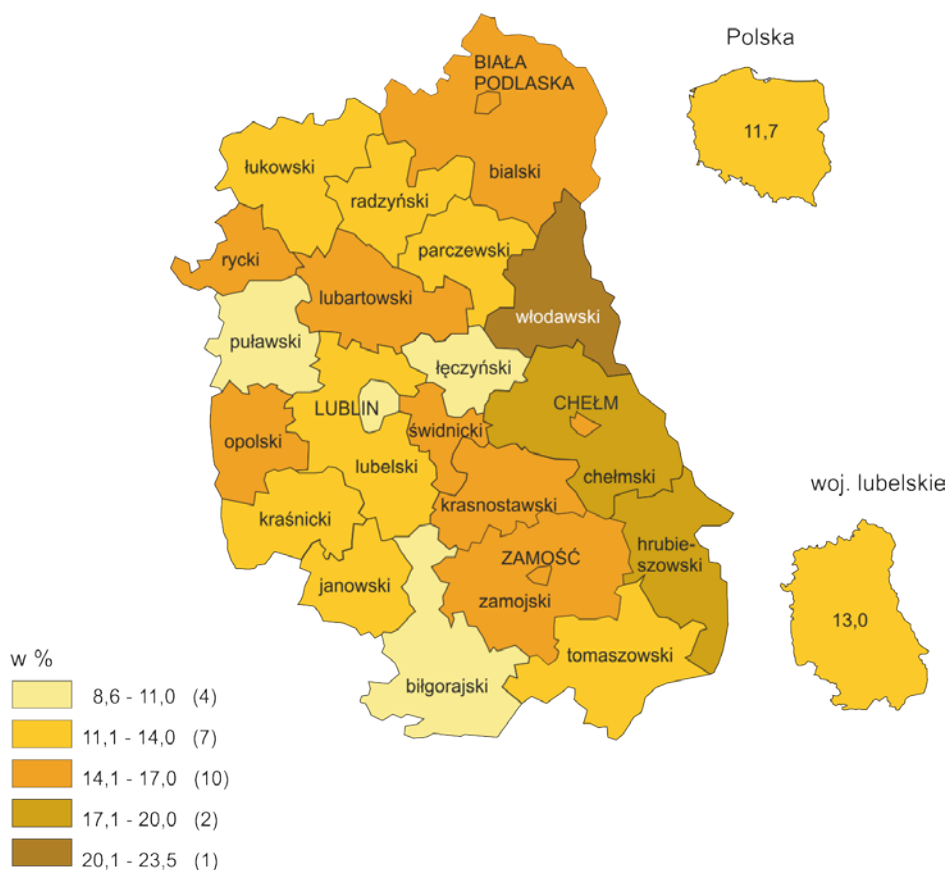 Polska
11,7
BIAŁA
PODLASKA
bialski
łukowski
radzyński
parczewski
rycki
lubartowski
włodawski
puławski
łęczyński
LUBLIN
CHEŁM
opolski
świdnicki
lubelski
chełmski
krasnostawski
kraśnicki
woj. lubelskie
hrubie-
szowski
ZAMOŚĆ
janowski
zamojski
13,0
tomaszowski
biłgorajski
w %
8,6 - 11,0 (4)
11,1 - 14,0 (7)
14,1 - 17,0 (10)
17,1 - 20,0 (2)
20,1 - 23,5 (1)